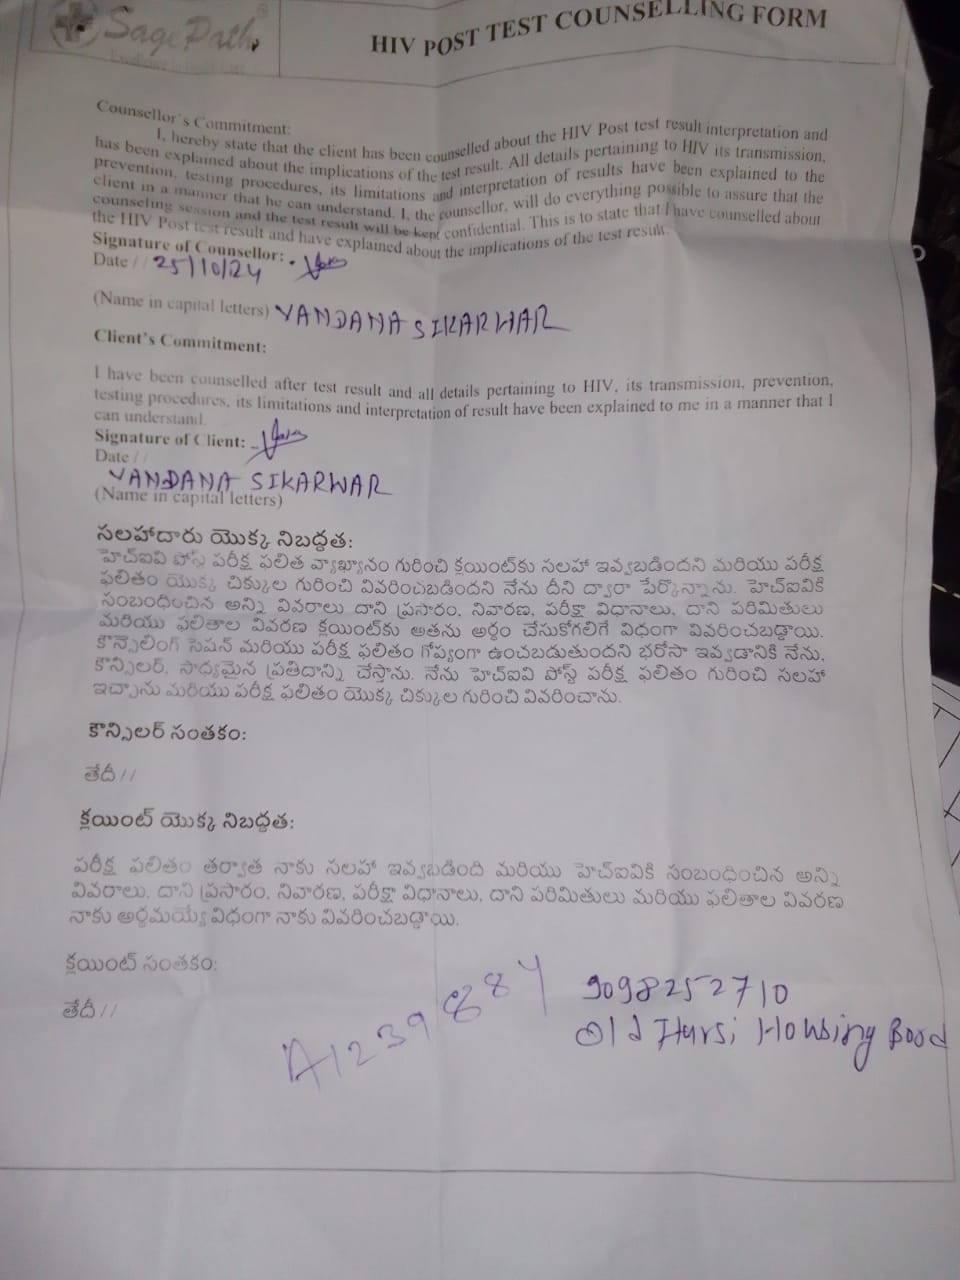 SagePath®
HIV POST TEST COUNSELLING FORM
Counsellor's Commitment:
I, hereby state that the client has been counselled about the HIV Post test result interpretation and
has been explained about the implications of the test result. All details pertaining to HIV its transmission,
prevention, testing procedures, its limitations and interpretation of results have been explained to the
client in a manner that he can understand. I, the counsellor, will do everything possible to assure that the
counseling session and the test result will be kept confidential. This is to state that I have counselled about
the HIV Post test result and have explained about the implications of the test result.
Signature of Counsellor:
Date // 25/10/24
(Name in capital letters) VANDANA SIKARWAR
Client's Commitment:
I have been counselled after test result and all details pertaining to HIV, its transmission, prevention,
testing procedures, its limitations and interpretation of result have been explained to me in a manner that I
can understand.
Signature of Client:
Date //
VANDANA SIKARWAR
(Name in capital letters)
సలహాదారు యొక్క నిబద్ధత:
హెచ్ఐవి పోస్ట్ పరీక్ష ఫలిత వ్యాఖ్యానం గురించి క్లయింట్‌కు సలహా ఇవ్వబడిందని మరియు పరీక్ష
ఫలితం యొక్క చిక్కుల గురించి వివరించబడిందని నేను దీని ద్వారా పేర్కొన్నాను. హెచ్ఐవికి
సంబంధించిన అన్ని వివరాలు దాని ప్రసారం, నివారణ, పరీక్షా విధానాలు, దాని పరిమితులు
మరియు ఫలితాల వివరణ క్లయింట్‌కు అతను అర్థం చేసుకోగలిగే విధంగా వివరించబడ్డాయి.
కౌన్సెలింగ్ సెషన్ మరియు పరీక్ష ఫలితం గోప్యంగా ఉంచబడుతుందని భరోసా ఇవ్వడానికి నేను,
కౌన్సిలర్, సాధ్యమైన ప్రతిదాన్ని చేస్తాను. నేను హెచ్ఐవి పోస్ట్ పరీక్ష ఫలితం గురించి సలహా
ఇచ్చాను మరియు పరీక్ష ఫలితం యొక్క చిక్కుల గురించి వివరించాను.
కౌన్సిలర్ సంతకం:
తేదీ//
క్లయింట్ యొక్క నిబద్ధత:
పరీక్ష ఫలితం తర్వాత నాకు సలహా ఇవ్వబడింది మరియు హెచ్ఐవికి సంబంధించిన అన్ని
వివరాలు, దాని ప్రసారం, నివారణ, పరీక్షా విధానాలు, దాని పరిమితులు మరియు ఫలితాల వివరణ
నాకు అర్థమయ్యే విధంగా నాకు వివరించబడ్డాయి.
క్లయింట్ సంతకం:
తేదీ//
A1239884
9098252710
Old Housing Bood